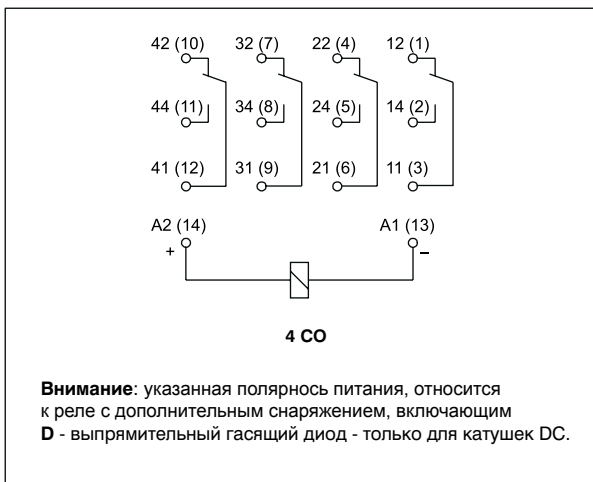 42 (10) 32 (7) 22 (4) 12 (1)
44 (11) 34 (8) 24 (5) 14 (2)
41 (12) 31 (9) 21 (6) 11 (3)
A2 (14) A1 (13)
+ –
4 CO
Внимание: указанная полярнось питания, относится
к реле с дополнительным снаряжением, включающим
D - выпрямительный гасящий диод - только для катушек DC.